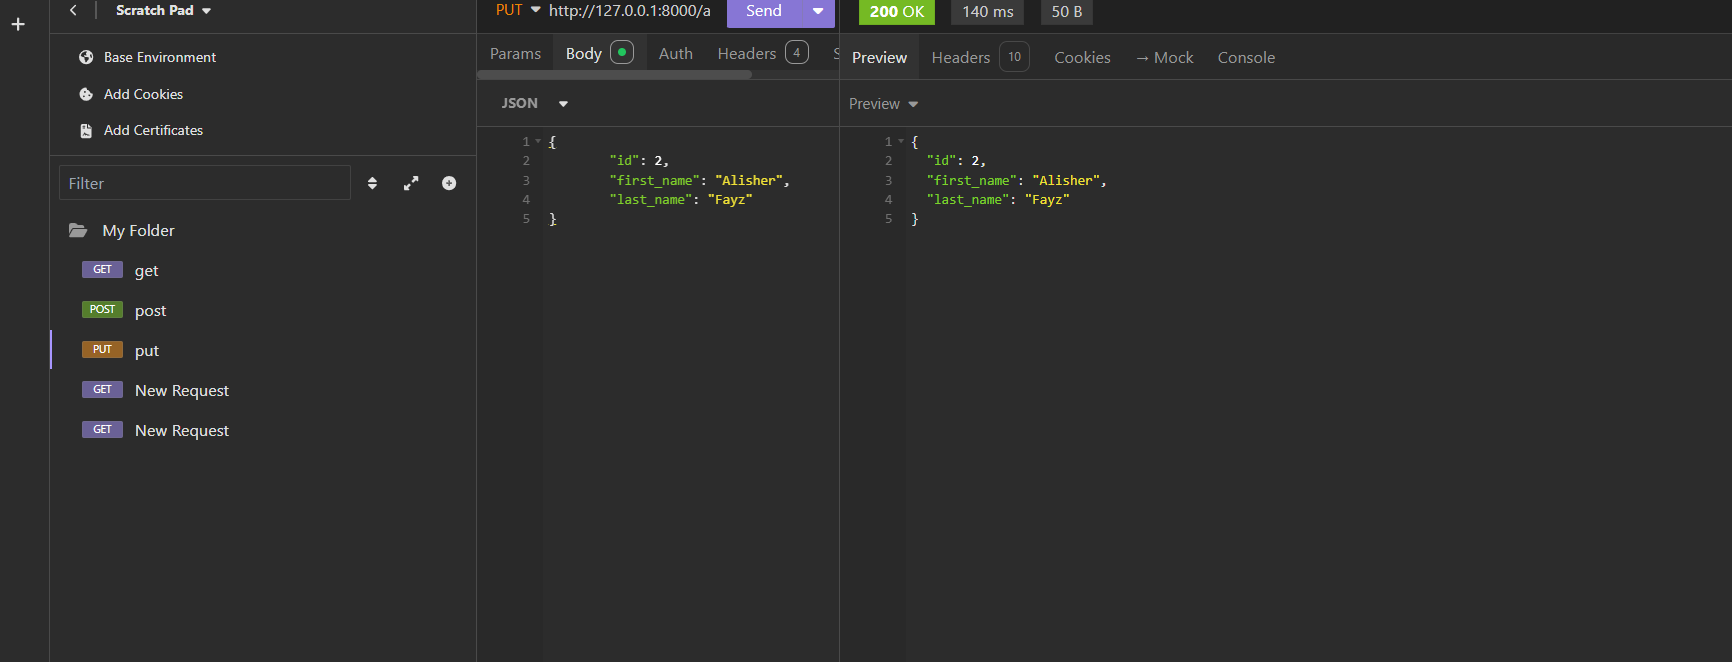 Scratch Pad
Base Environment
Add Cookies
Add Certificates
Filter
My Folder
GET get
POST post
PUT put
GET New Request
GET New Request
PUT http://127.0.0.1:8000/a Send
Params Body Auth Headers 4 S
JSON
1 {
2 "id": 2,
3 "first_name": "Alisher",
4 "last_name": "Fayz"
5 }
200 OK 140 ms 50 B
Preview Headers 10 Cookies → Mock Console
Preview
1 {
2 "id": 2,
3 "first_name": "Alisher",
4 "last_name": "Fayz"
5 }